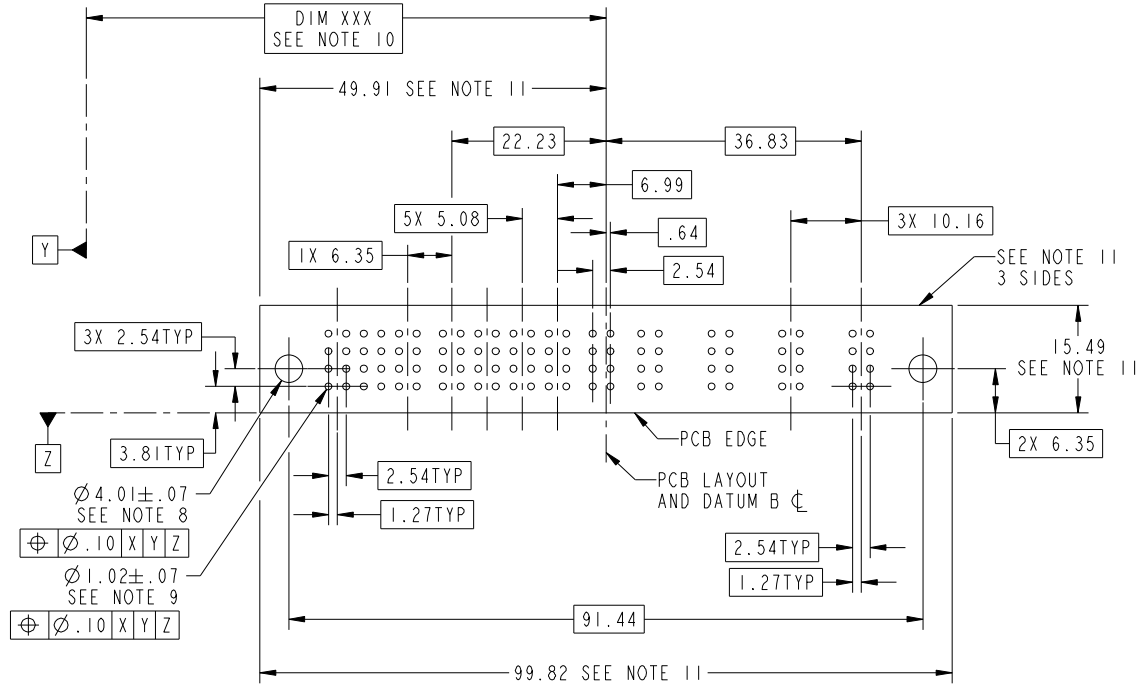 DIM XXX
SEE NOTE 10
49.91 SEE NOTE 11
22.23
36.83
6.99
5X 5.08
3X 10.16
.64
Y
1X 6.35
2.54
SEE NOTE 11
3 SIDES
3X 2.54TYP
15.49
SEE NOTE 11
PCB EDGE
2X 6.35
3.81TYP
Z
2.54TYP
PCB LAYOUT
AND DATUM B ℄
Ø4.01±.07
SEE NOTE 8
1.27TYP
⌖ Ø.10 X Y Z
2.54TYP
Ø1.02±.07
SEE NOTE 9
1.27TYP
⌖ Ø.10 X Y Z
91.44
99.82 SEE NOTE 11